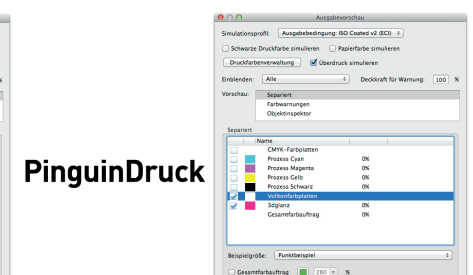 Ausgabevorschau
Simulationsprofil: Ausgabebedingung: ISO Coated v2 (ECI)
Schwarze Druckfarbe simulieren Papierfarbe simulieren
Druckfarbenverwaltung Überdruck simulieren
%
Einblenden: Alle Deckkraft für Warnung: 100 %
Vorschau: Separiert
Farbwarnungen
Objektinspektor
Separiert
Name
CMYK-Farbplatten
Prozess Cyan 0%
Prozess Magenta 0%
Prozess Gelb 0%
Prozess Schwarz 0%
Volltonfarbplatten
3dglanz 0%
Gesamtfarbauftrag 0%
PinguinDruck
Beispielgröße: Punktbeispiel
Gesamtfarbauftrag 280 %